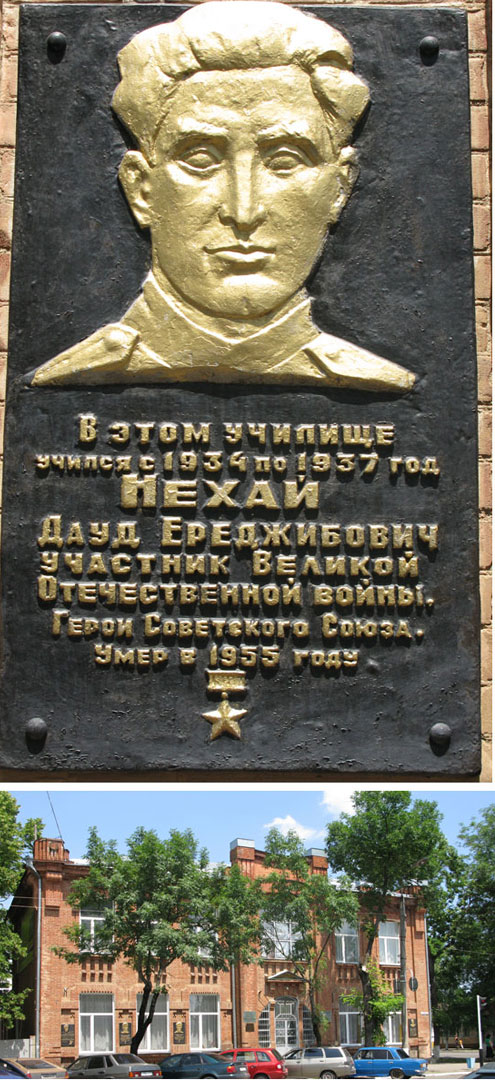 В этом училище
учился с 1934 по 1937 год
Нехай
Дауд Ереджибович
участник Великой
Отечественной войны.
Герой Советского Союза.
Умер в 1955 году